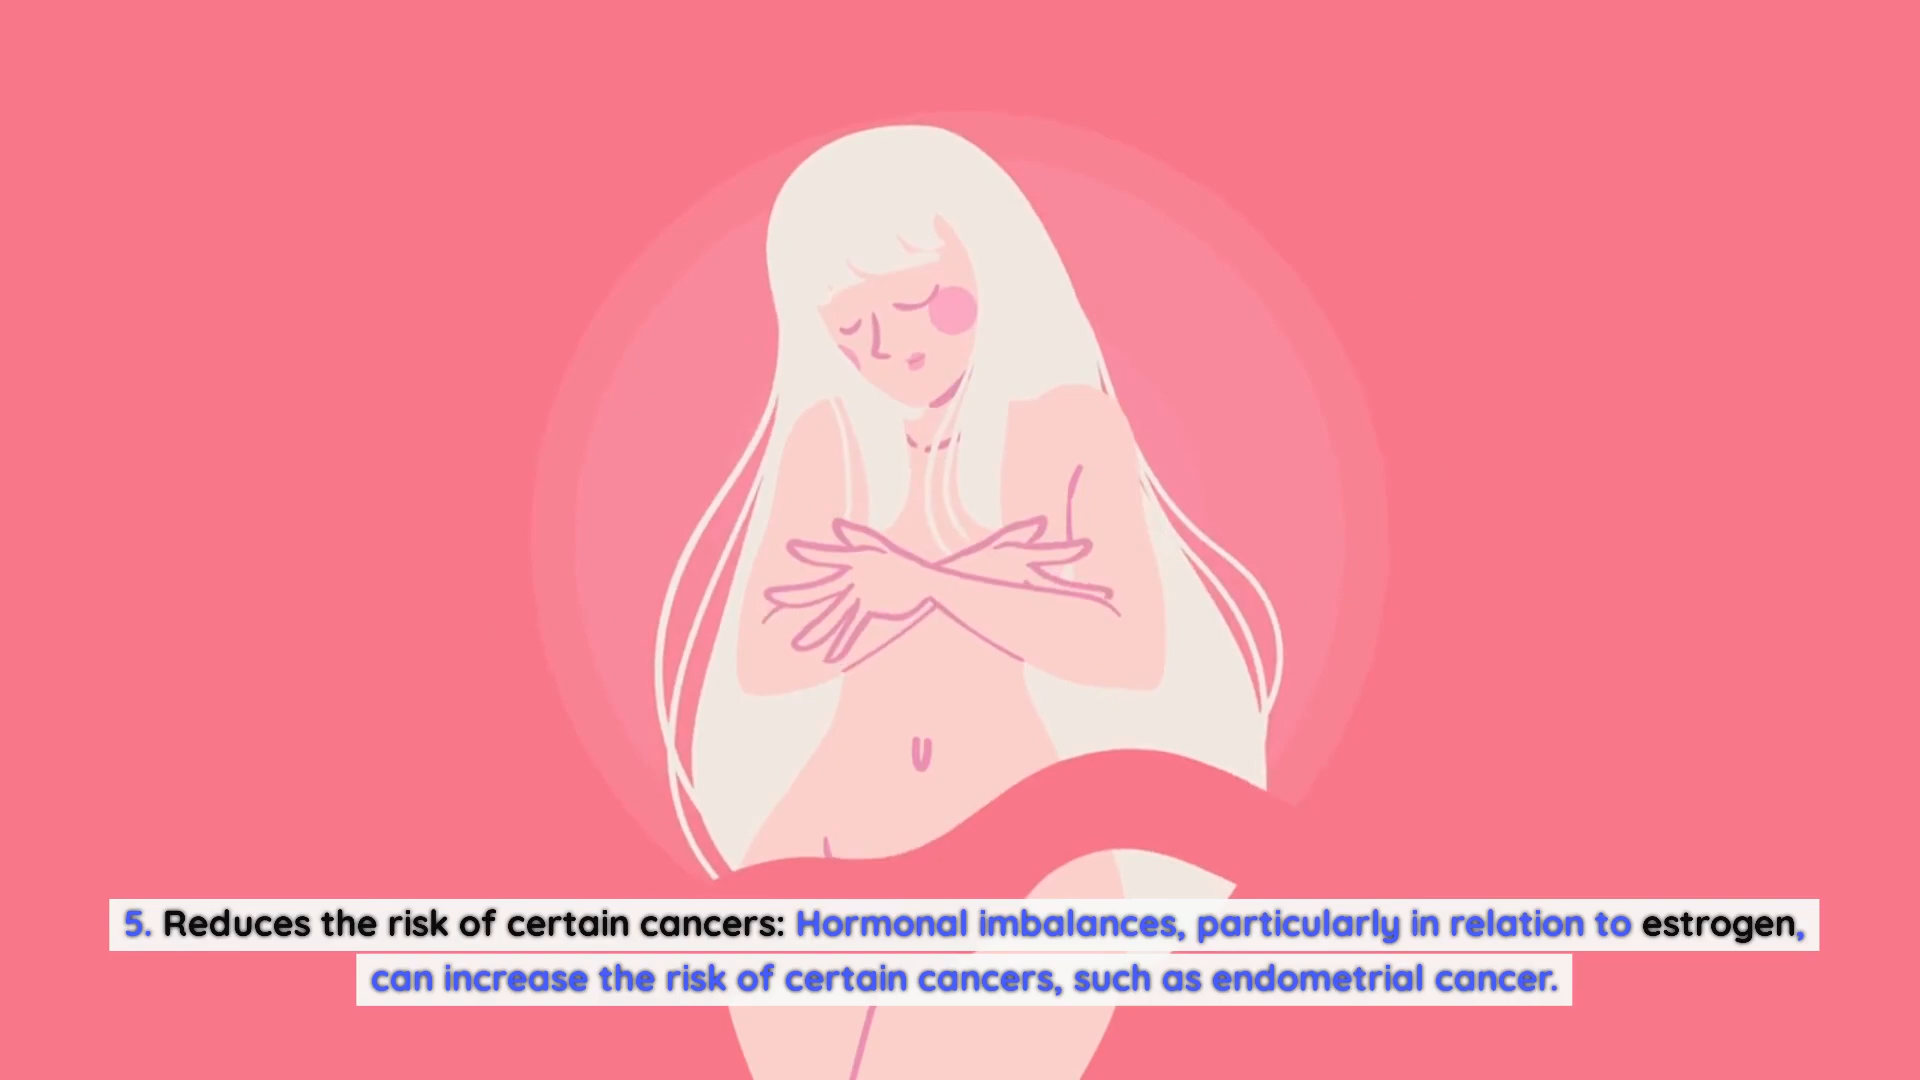 5. Reduces the risk of certain cancers: Hormonal imbalances, particularly in relation to estrogen,
can increase the risk of certain cancers, such as endometrial cancer.